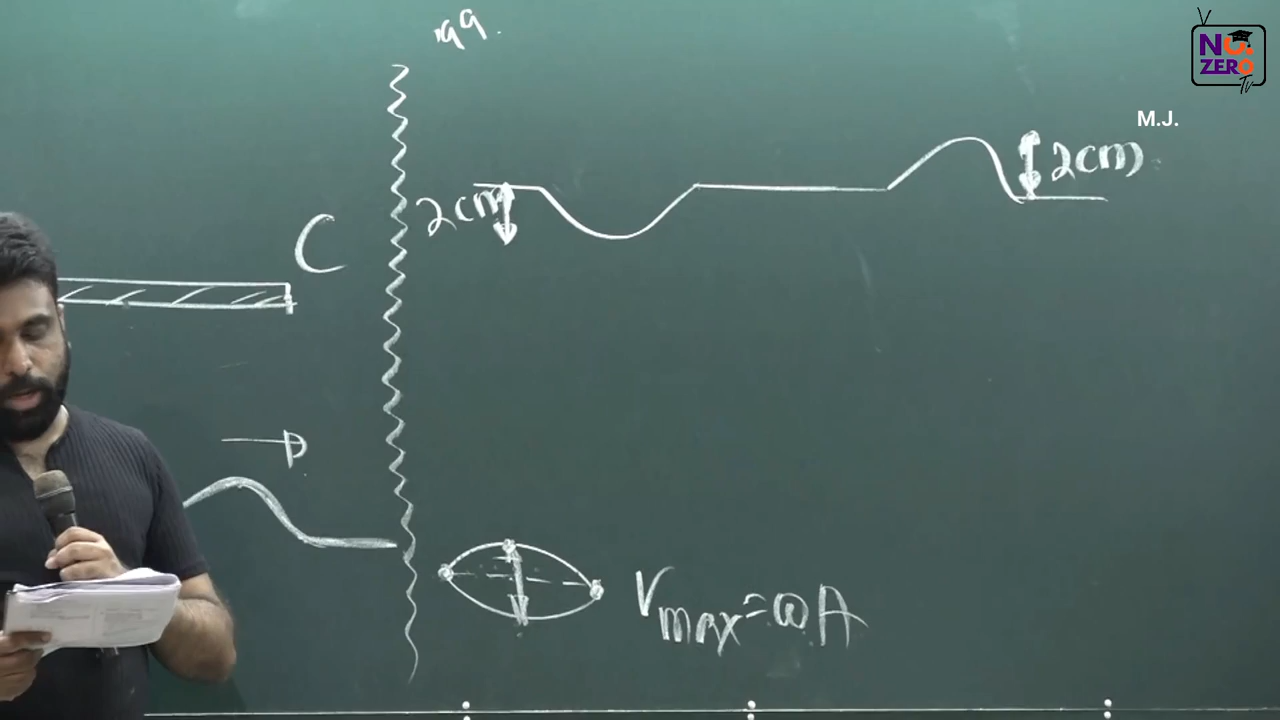 99.
NO.
ZERO
Tv
M.J.
2cm
2cm
C
Vmax = ωA